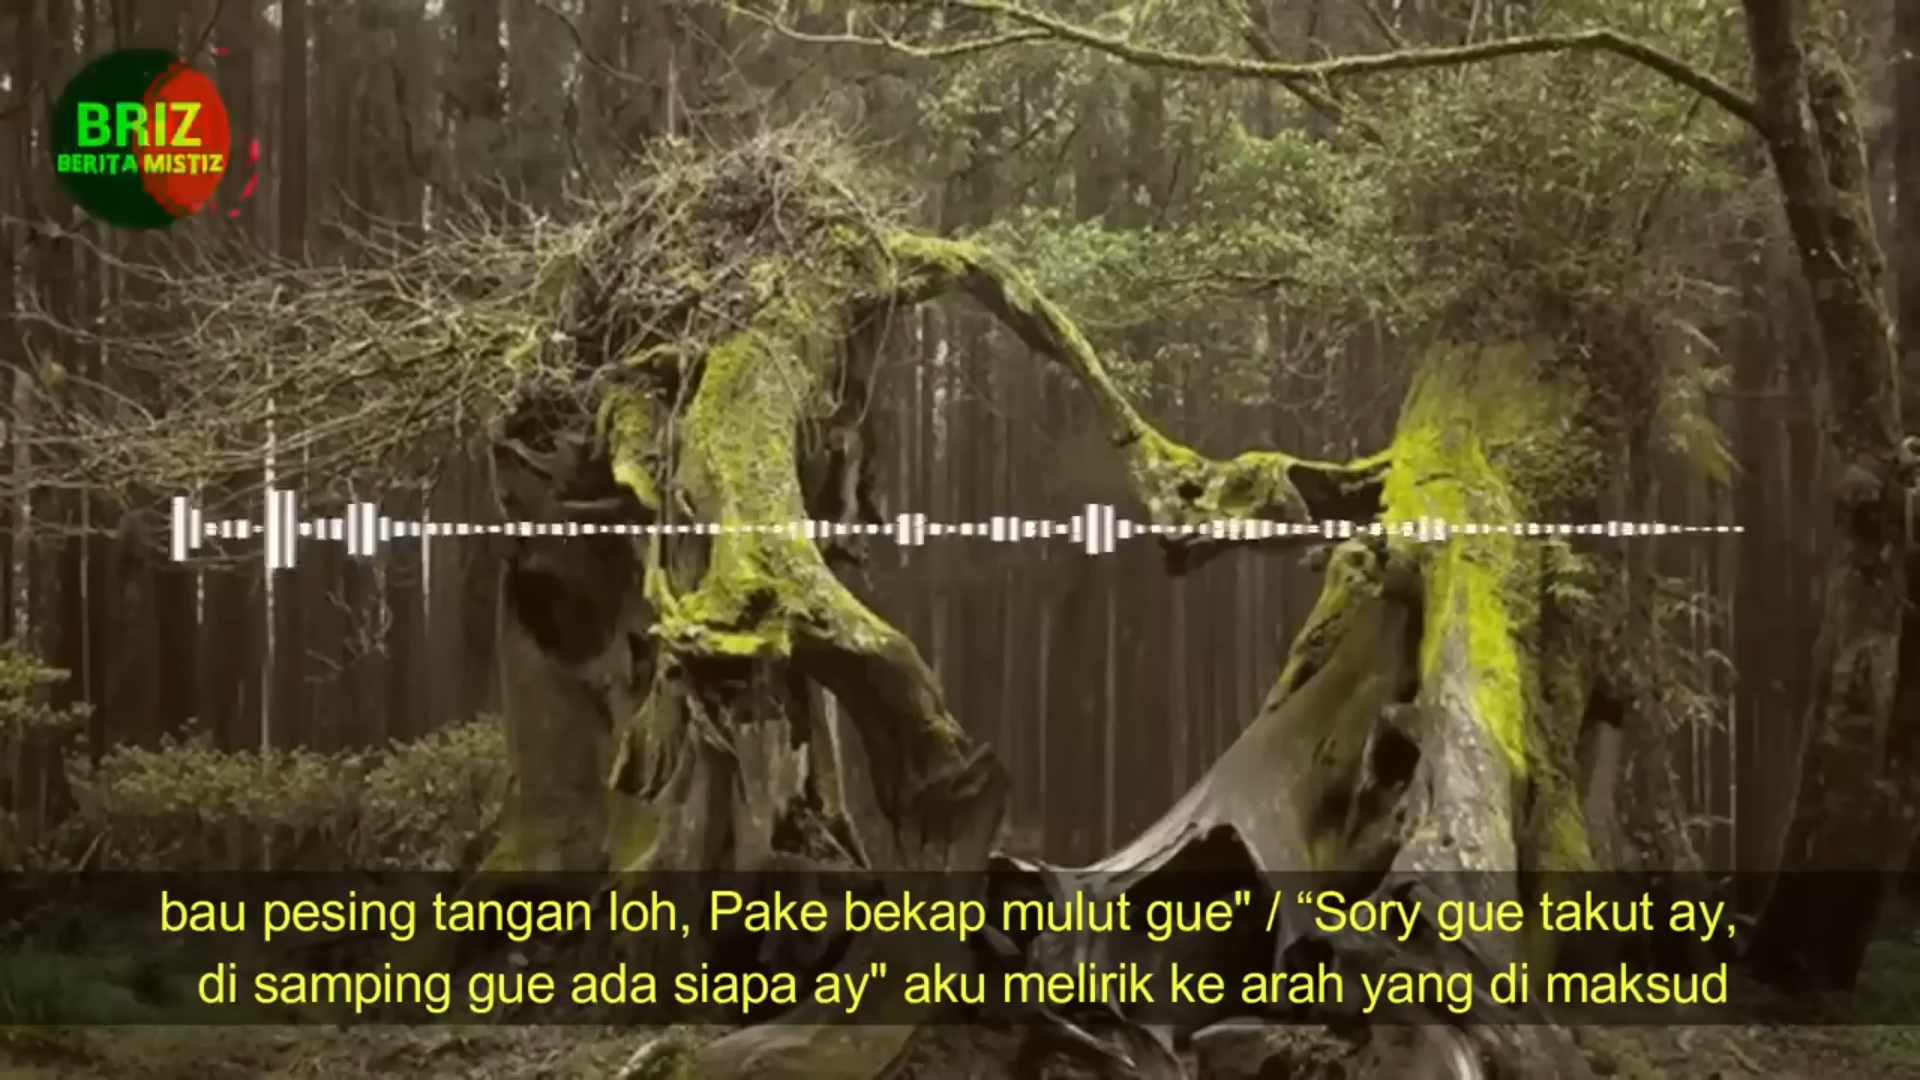 BRIZ
BERITA MISTIZ
bau pesing tangan loh, Pake bekap mulut gue" / “Sory gue takut ay,
di samping gue ada siapa ay" aku melirik ke arah yang di maksud